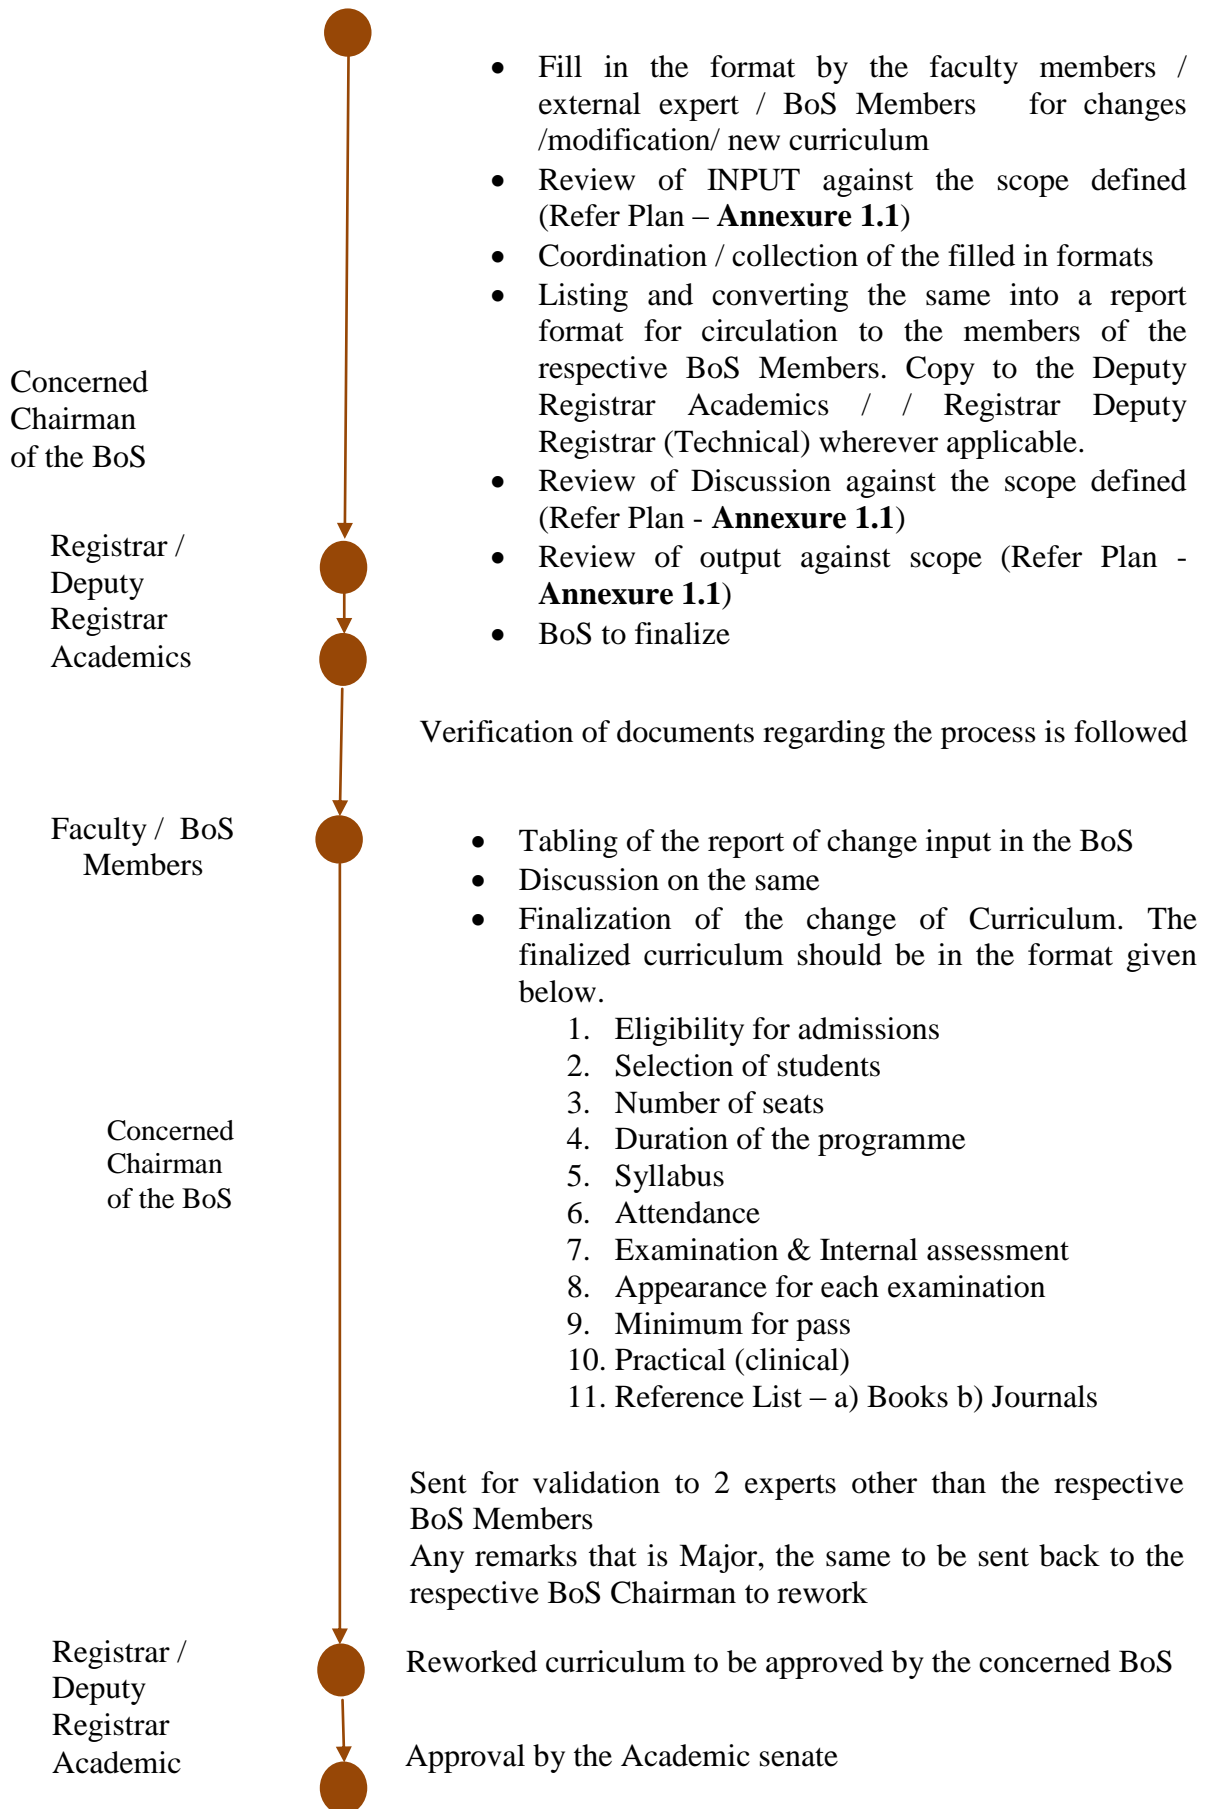 • Fill in the format by the faculty members /
external expert / BoS Members for changes
/modification/ new curriculum
• Review of INPUT against the scope defined
(Refer Plan – Annexure 1.1)
• Coordination / collection of the filled in formats
• Listing and converting the same into a report
format for circulation to the members of the
respective BoS Members. Copy to the Deputy
Registrar Academics / / Registrar Deputy
Registrar (Technical) wherever applicable.
• Review of Discussion against the scope defined
(Refer Plan - Annexure 1.1)
• Review of output against scope (Refer Plan -
Annexure 1.1)
• BoS to finalize
Concerned
Chairman
of the BoS
Registrar /
Deputy
Registrar
Academics
Verification of documents regarding the process is followed
Faculty / BoS
Members
• Tabling of the report of change input in the BoS
• Discussion on the same
• Finalization of the change of Curriculum. The
finalized curriculum should be in the format given
below.
1. Eligibility for admissions
2. Selection of students
3. Number of seats
4. Duration of the programme
5. Syllabus
6. Attendance
7. Examination & Internal assessment
8. Appearance for each examination
9. Minimum for pass
10. Practical (clinical)
11. Reference List – a) Books b) Journals
Concerned
Chairman
of the BoS
Sent for validation to 2 experts other than the respective
BoS Members
Any remarks that is Major, the same to be sent back to the
respective BoS Chairman to rework
Registrar /
Deputy
Registrar
Academic
Reworked curriculum to be approved by the concerned BoS
Approval by the Academic senate